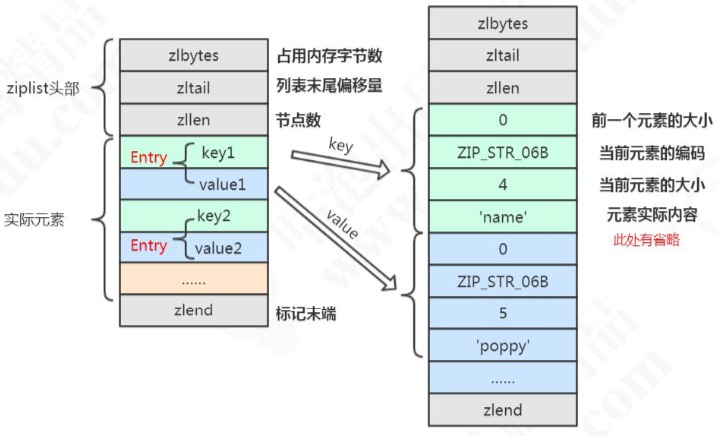 ziplist头部
实际元素
zlbytes
占用内存字节数
zltail
列表末尾偏移量
zllen
节点数
Entry
key1
value1
key2
Entry
value2
......
zlend
标记末端
key
value
zlbytes
zltail
zllen
0
前一个元素的大小
ZIP_STR_06B
当前元素的编码
4
当前元素的大小
'name'
元素实际内容
此处有省略
0
ZIP_STR_06B
5
'poppy'
......
zlend